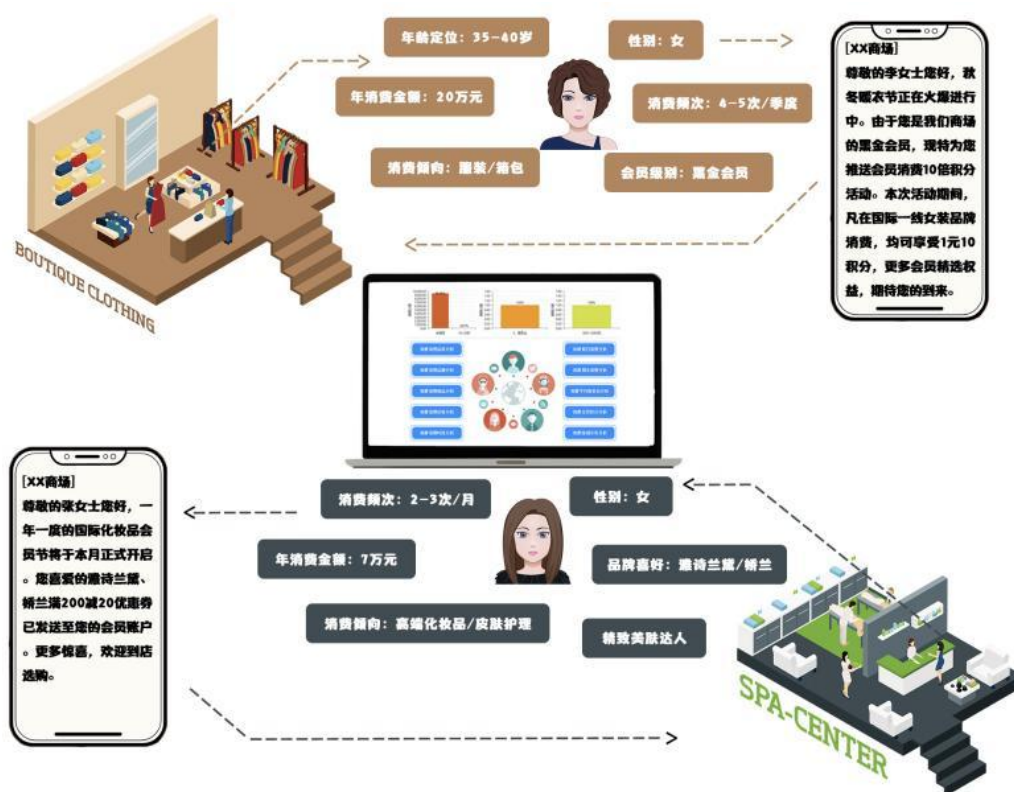 年龄定位：35-40岁
性别：女
年消费金额：20万元
消费频次：4-5次/季度
消费倾向：服装/箱包
会员级别：黑金会员
[XX商场]
尊敬的李女士您好，秋
冬暖衣节正在火爆进行
中。由于您是我们商场
的黑金会员，现特为您
推送会员消费10倍积分
活动。本次活动期间，
凡在国际一线女装品牌
消费，均可享受1元10
积分，更多会员精选权
益，期待您的到来。
BOUTIQUE CLOTHING
[XX商场]
尊敬的张女士您好，一
年一度的国际化妆品会
员节将于本月正式开启
。您喜爱的雅诗兰黛、
娇兰满200减20优惠券
已发送至您的会员账户
。更多惊喜，欢迎到店
选购。
消费频次：2-3次/月
性别：女
年消费金额：7万元
品牌喜好：雅诗兰黛/娇兰
消费倾向：高端化妆品/皮肤护理
精致美肤达人
SPA-CENTER